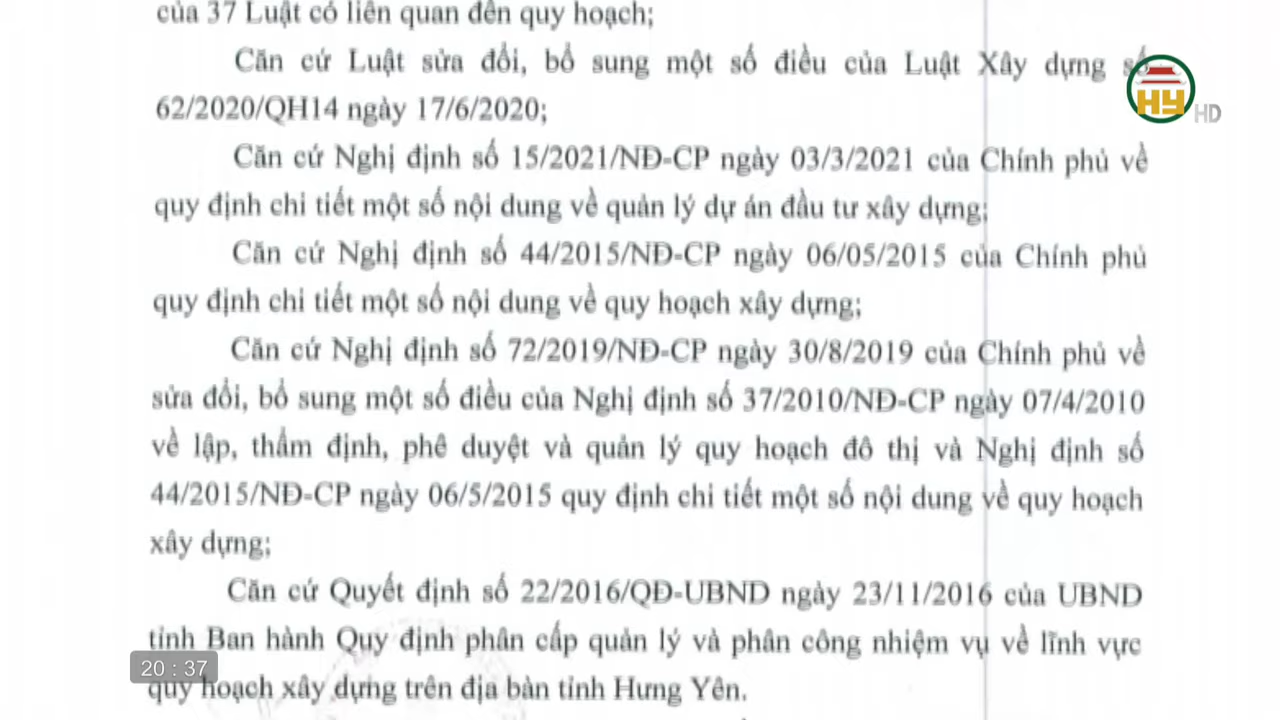 của 37 Luật có liên quan đến quy hoạch;
Căn cứ Luật sửa đổi, bổ sung một số điều của Luật Xây dựng số
62/2020/QH14 ngày 17/6/2020;
Căn cứ Nghị định số 15/2021/NĐ-CP ngày 03/3/2021 của Chính phủ về
quy định chi tiết một số nội dung về quản lý dự án đầu tư xây dựng;
Căn cứ Nghị định số 44/2015/NĐ-CP ngày 06/05/2015 của Chính phủ
quy định chi tiết một số nội dung về quy hoạch xây dựng;
Căn cứ Nghị định số 72/2019/NĐ-CP ngày 30/8/2019 của Chính phủ về
sửa đổi, bổ sung một số điều của Nghị định số 37/2010/NĐ-CP ngày 07/4/2010
về lập, thẩm định, phê duyệt và quản lý quy hoạch đô thị và Nghị định số
44/2015/NĐ-CP ngày 06/5/2015 quy định chi tiết một số nội dung về quy hoạch
xây dựng;
Căn cứ Quyết định số 22/2016/QĐ-UBND ngày 23/11/2016 của UBND
tỉnh Ban hành Quy định phân cấp quản lý và phân công nhiệm vụ về lĩnh vực
quy hoạch xây dựng trên địa bàn tỉnh Hưng Yên.
HY HD
20 : 37